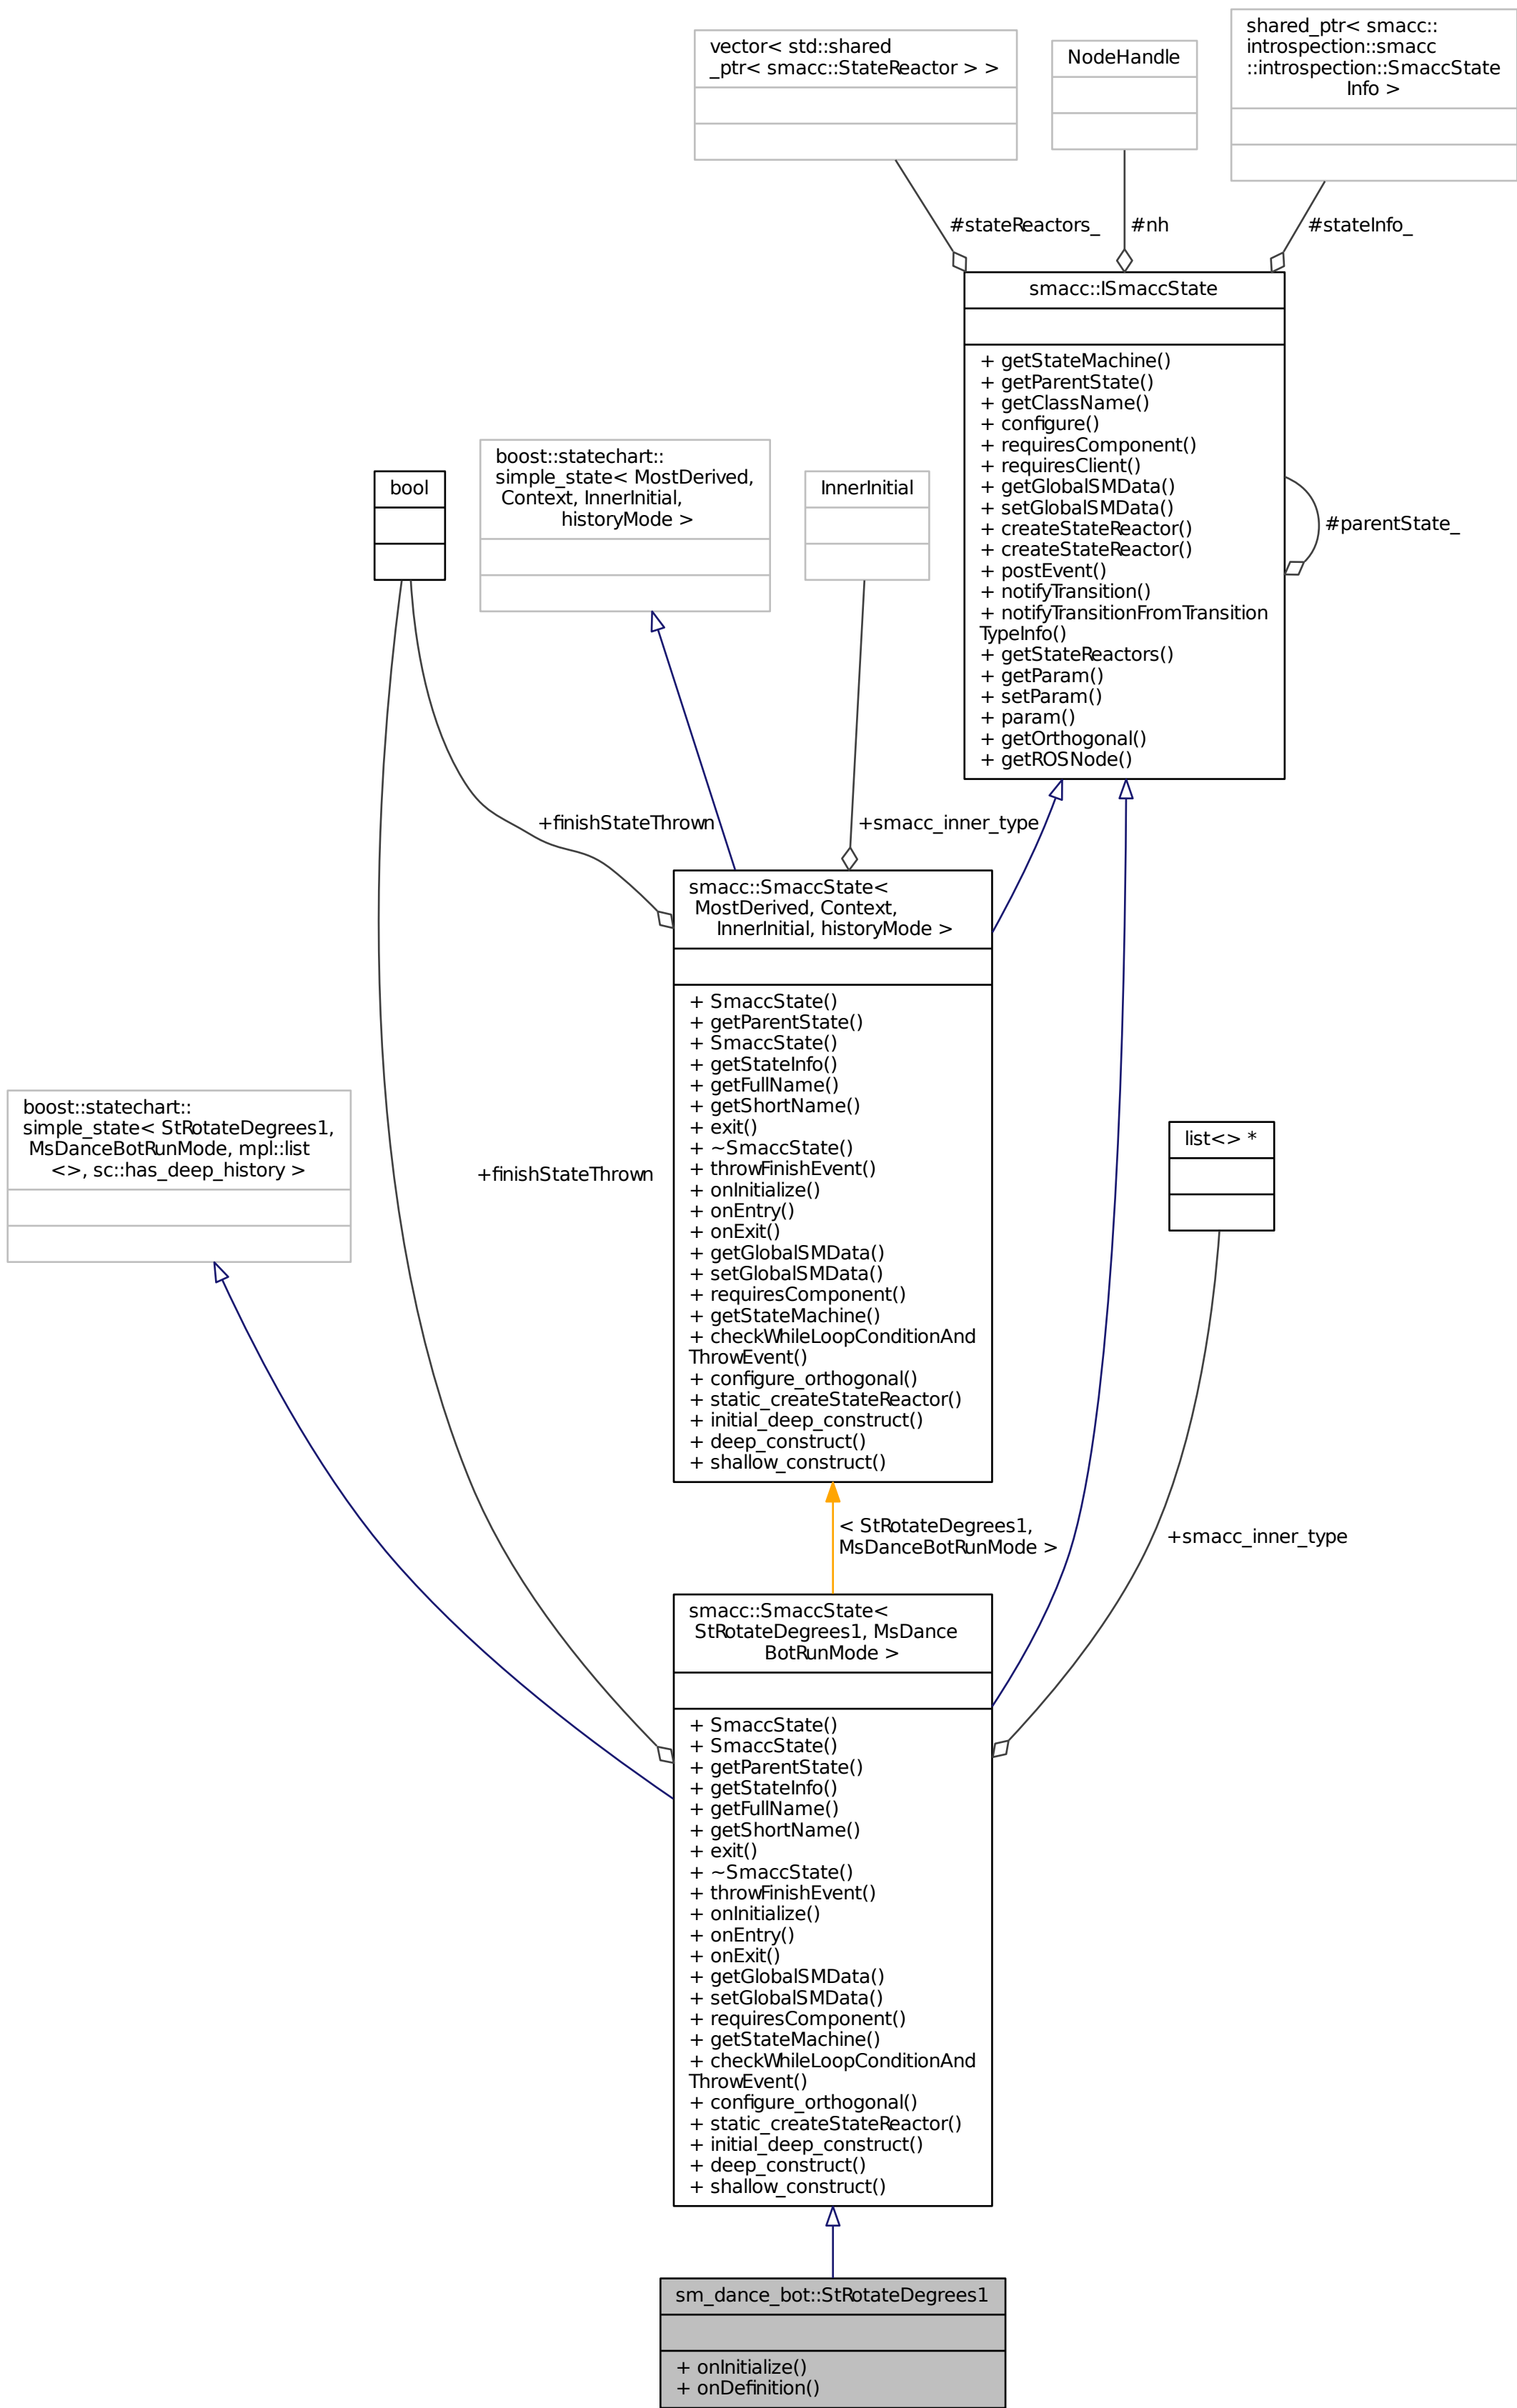 vector< std::shared
_ptr< smacc::StateReactor > >
NodeHandle
shared_ptr< smacc::
introspection::smacc
::introspection::SmaccState
Info >
#stateReactors_
#nh
#stateInfo_
smacc::ISmaccState
+ getStateMachine()
+ getParentState()
+ getClassName()
+ configure()
+ requiresComponent()
+ requiresClient()
+ getGlobalSMData()
+ setGlobalSMData()
+ createStateReactor()
+ createStateReactor()
+ postEvent()
+ notifyTransition()
+ notifyTransitionFromTransition
TypeInfo()
+ getStateReactors()
+ getParam()
+ setParam()
+ param()
+ getOrthogonal()
+ getROSNode()
#parentState_
bool
boost::statechart::
simple_state< MostDerived,
Context, InnerInitial,
historyMode >
InnerInitial
+finishStateThrown
+smacc_inner_type
smacc::SmaccState<
MostDerived, Context,
InnerInitial, historyMode >
+ SmaccState()
+ getParentState()
+ SmaccState()
+ getStateInfo()
+ getFullName()
+ getShortName()
+ exit()
+ ~SmaccState()
+ throwFinishEvent()
+ onInitialize()
+ onEntry()
+ onExit()
+ getGlobalSMData()
+ setGlobalSMData()
+ requiresComponent()
+ getStateMachine()
+ checkWhileLoopConditionAnd
ThrowEvent()
+ configure_orthogonal()
+ static_createStateReactor()
+ initial_deep_construct()
+ deep_construct()
+ shallow_construct()
boost::statechart::
simple_state< StRotateDegrees1,
MsDanceBotRunMode, mpl::list
<>, sc::has_deep_history >
+finishStateThrown
list<> *
< StRotateDegrees1,
MsDanceBotRunMode >
+smacc_inner_type
smacc::SmaccState<
StRotateDegrees1, MsDance
BotRunMode >
+ SmaccState()
+ SmaccState()
+ getParentState()
+ getStateInfo()
+ getFullName()
+ getShortName()
+ exit()
+ ~SmaccState()
+ throwFinishEvent()
+ onInitialize()
+ onEntry()
+ onExit()
+ getGlobalSMData()
+ setGlobalSMData()
+ requiresComponent()
+ getStateMachine()
+ checkWhileLoopConditionAnd
ThrowEvent()
+ configure_orthogonal()
+ static_createStateReactor()
+ initial_deep_construct()
+ deep_construct()
+ shallow_construct()
sm_dance_bot::StRotateDegrees1
+ onInitialize()
+ onDefinition()